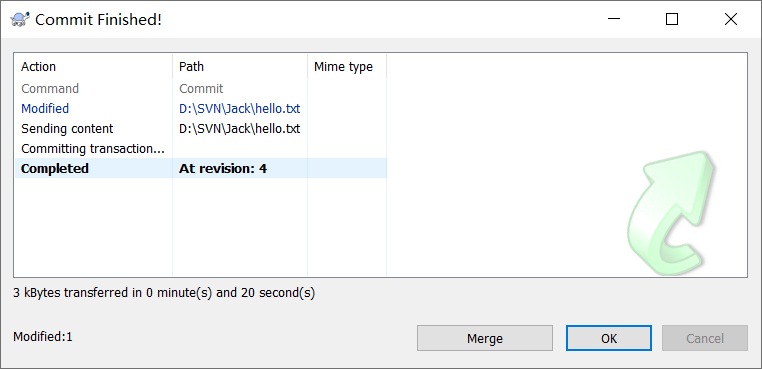 Commit Finished!
Action Path Mime type
Command Commit
Modified D:\SVN\Jack\hello.txt
Sending content D:\SVN\Jack\hello.txt
Committing transaction...
Completed At revision: 4
3 kBytes transferred in 0 minute(s) and 20 second(s)
Modified:1
Merge OK Cancel